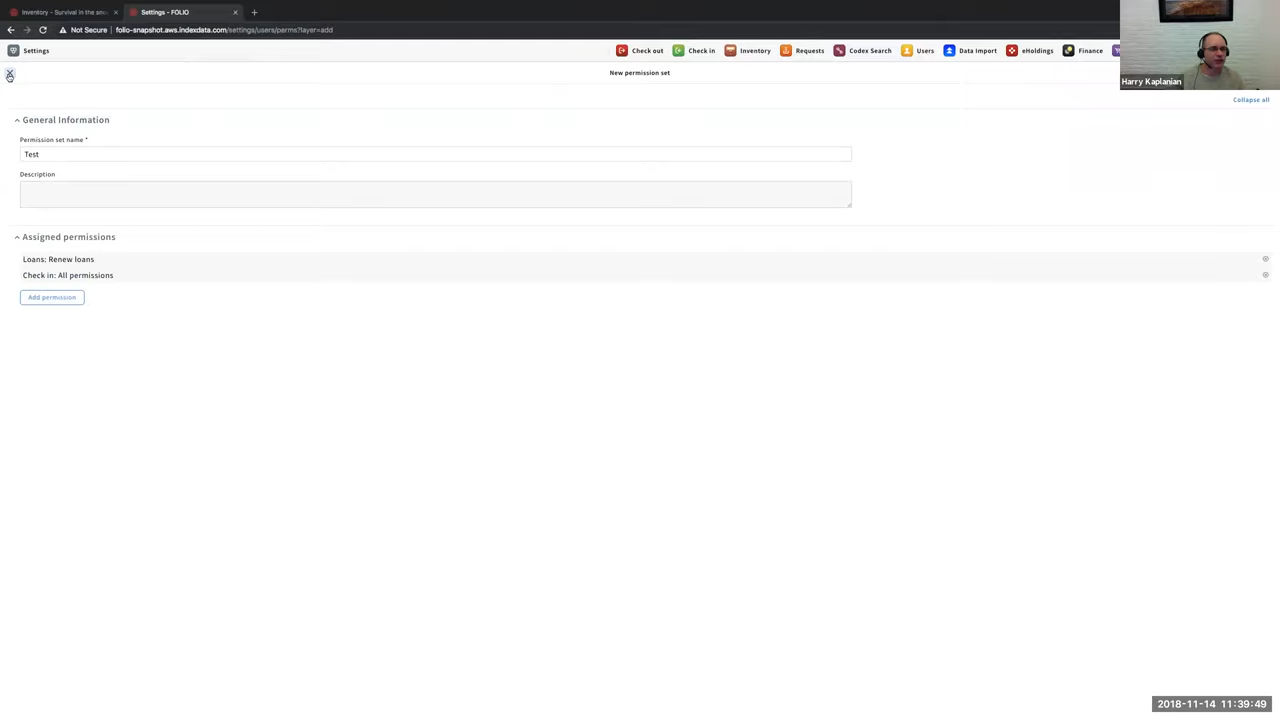 Inventory - Survival in the snu
Settings - FOLIO
Not Secure | folio-snapshot.aws.indexdata.com/settings/users/parms?layer=add
Settings
Check out
Check in
Inventory
Requests
Codex Search
Users
Data Import
eHoldings
Finance
Harry Kaplanian
New permission set
Collapse all
General Information
Permission set name *
Test
Description
Assigned permissions
Loans: Renew loans
Check in: All permissions
Add permission
2018-11-14 11:39:49